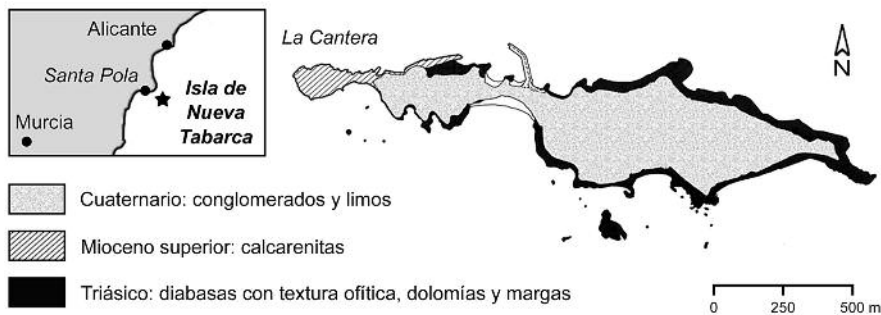 Alicante
Santa Pola
Isla de
Nueva
Tabarca
Murcia
La Cantera
N
Cuaternario: conglomerados y limos
Mioceno superior: calcarenitas
Triásico: diabasas con textura ofítica, dolomías y margas
0 250 500 m